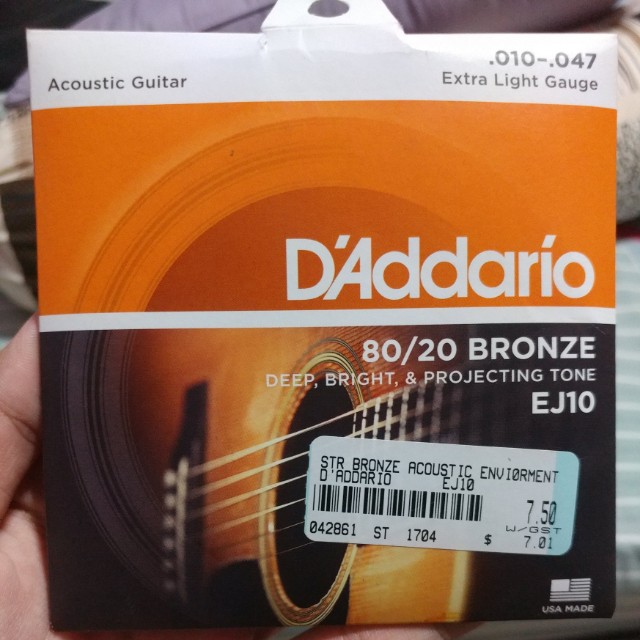 .010–.047
Acoustic Guitar
Extra Light Gauge
D'Addario
80/20 BRONZE
DEEP, BRIGHT, & PROJECTING TONE
EJ10
STR BRONZE ACOUSTIC ENVIØRMENT
D'ADDARIO EJ10
7.50
W/GST
042861 ST 1704 $ 7.01
USA MADE